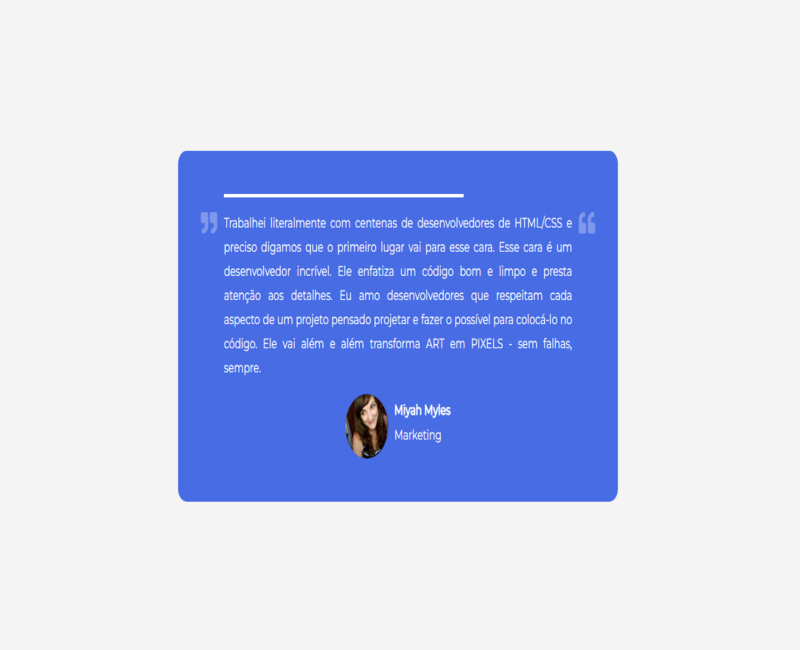 Trabalhei literalmente com centenas de desenvolvedores de HTML/CSS e
preciso digamos que o primeiro lugar vai para esse cara. Esse cara é um
desenvolvedor incrível. Ele enfatiza um código bom e limpo e presta
atenção aos detalhes. Eu amo desenvolvedores que respeitam cada
aspecto de um projeto pensado projetar e fazer o possível para colocá-lo no
código. Ele vai além e além transforma ART em PIXELS - sem falhas,
sempre.
Miyah Myles
Marketing